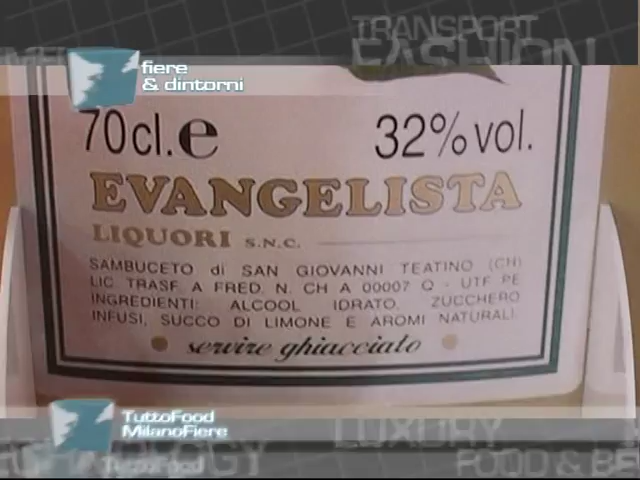 TRANSPORT
FASHION
fiere
& dintorni
70cl. e 32% vol.
EVANGELISTA
LIQUORI S.N.C.
SAMBUCETO di SAN GIOVANNI TEATINO (CH)
LIC TRASF. A FRED. N. CH A 00007 Q - UTF PE
INGREDIENTI: ALCOOL IDRATO, ZUCCHERO
INFUSI, SUCCO DI LIMONE E AROMI NATURALI.
servire ghiacciato
TuttoFood
MilanoFiere
LUXURY
FOOD & BE
TuttoFood